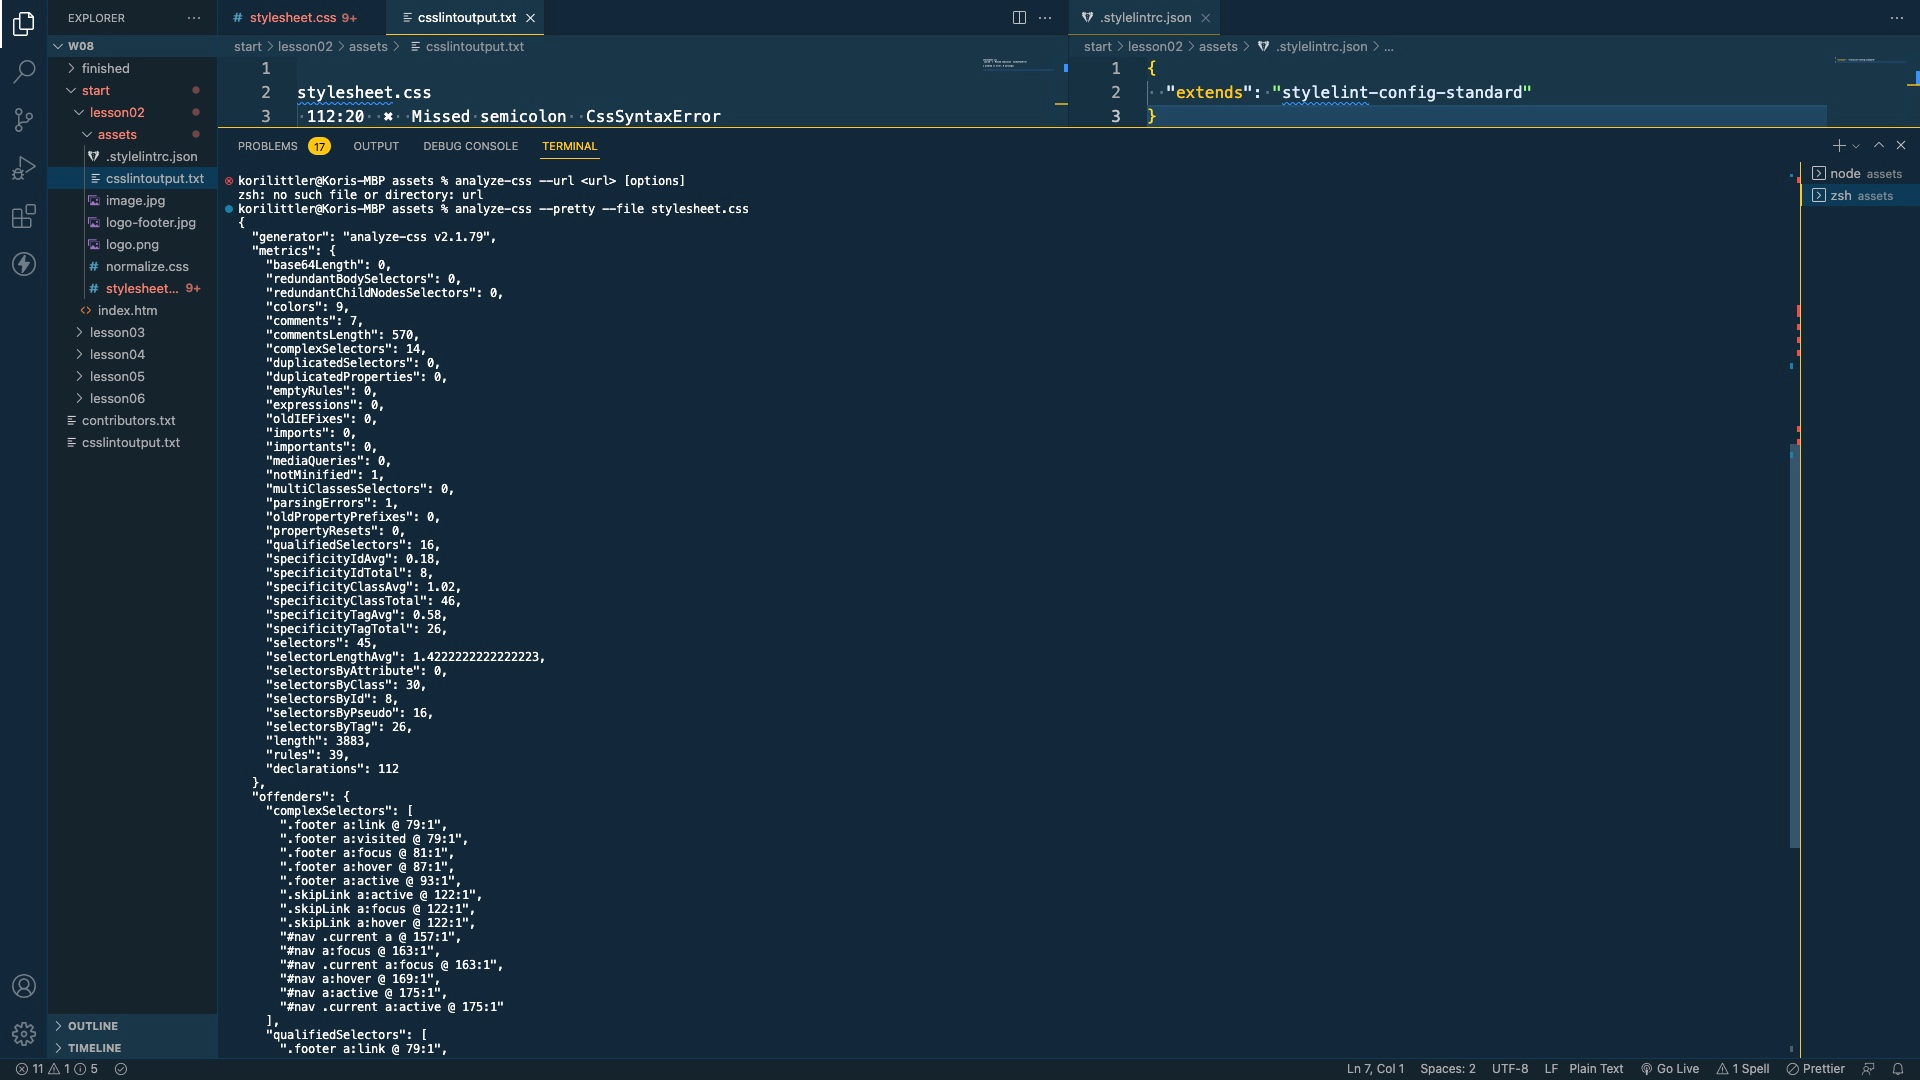 EXPLORER
W08
finished
start
lesson02
assets
.stylelintrc.json
csslintoutput.txt
image.jpg
logo-footer.jpg
logo.png
# normalize.css
# stylesheet... 9+
<> index.htm
lesson03
lesson04
lesson05
lesson06
contributors.txt
csslintoutput.txt
OUTLINE
TIMELINE
# stylesheet.css 9+
csslintoutput.txt
start > lesson02 > assets > csslintoutput.txt
1
2 stylesheet.css
3 112:20 ✖ Missed semicolon CssSyntaxError
.stylelintrc.json
start > lesson02 > assets > .stylelintrc.json > ...
1 {
2 "extends": "stylelint-config-standard"
3 }
PROBLEMS 17 OUTPUT DEBUG CONSOLE TERMINAL
korilittler@Koris-MBP assets % analyze-css --url <url> [options]
zsh: no such file or directory: url
korilittler@Koris-MBP assets % analyze-css --pretty --file stylesheet.css
{
"generator": "analyze-css v2.1.79",
"metrics": {
"base64Length": 0,
"redundantBodySelectors": 0,
"redundantChildNodesSelectors": 0,
"colors": 9,
"comments": 7,
"commentsLength": 570,
"complexSelectors": 14,
"duplicatedSelectors": 0,
"duplicatedProperties": 0,
"emptyRules": 0,
"expressions": 0,
"oldIEFixes": 0,
"imports": 0,
"importants": 0,
"mediaQueries": 0,
"notMinified": 1,
"multiClassesSelectors": 0,
"parsingErrors": 1,
"oldPropertyPrefixes": 0,
"propertyResets": 0,
"qualifiedSelectors": 16,
"specificityIdAvg": 0.18,
"specificityIdTotal": 8,
"specificityClassAvg": 1.02,
"specificityClassTotal": 46,
"specificityTagAvg": 0.58,
"specificityTagTotal": 26,
"selectors": 45,
"selectorLengthAvg": 1.4222222222222223,
"selectorsByAttribute": 0,
"selectorsByClass": 30,
"selectorsById": 8,
"selectorsByPseudo": 16,
"selectorsByTag": 26,
"length": 3883,
"rules": 39,
"declarations": 112
},
"offenders": {
"complexSelectors": [
".footer a:link @ 79:1",
".footer a:visited @ 79:1",
".footer a:focus @ 81:1",
".footer a:hover @ 87:1",
".footer a:active @ 93:1",
".skipLink a:active @ 122:1",
".skipLink a:focus @ 122:1",
".skipLink a:hover @ 122:1",
"#nav .current a @ 157:1",
"#nav a:focus @ 163:1",
"#nav .current a:focus @ 163:1",
"#nav a:hover @ 169:1",
"#nav a:active @ 175:1",
"#nav .current a:active @ 175:1"
],
"qualifiedSelectors": [
".footer a:link @ 79:1",
node assets
zsh assets
11 1 5
Ln 7, Col 1 Spaces: 2 UTF-8 LF Plain Text Go Live 1 Spell Prettier